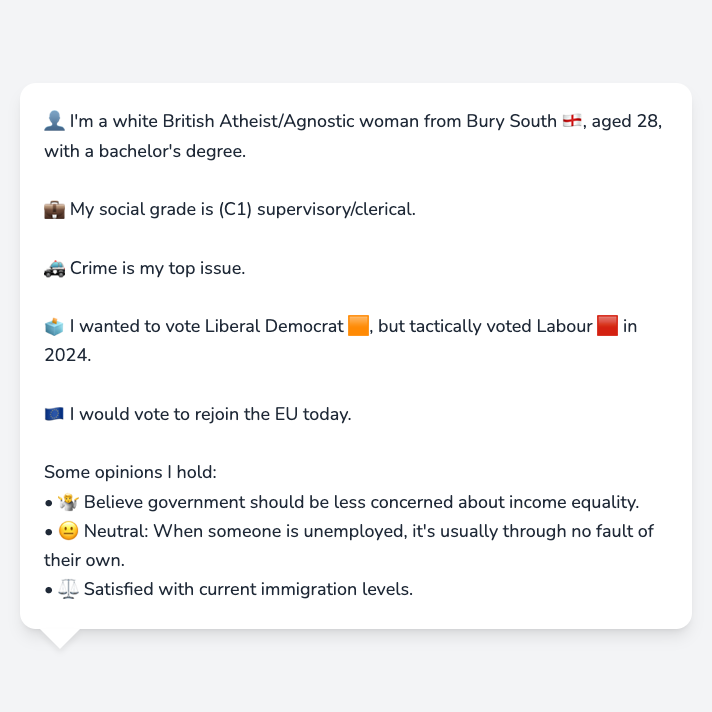 👤 I'm a white British Atheist/Agnostic woman from Bury South 🏴󠁧󠁢󠁥󠁮󠁧󠁿, aged 28,
with a bachelor's degree.
💼 My social grade is (C1) supervisory/clerical.
🚓 Crime is my top issue.
🗳️ I wanted to vote Liberal Democrat 🟧, but tactically voted Labour 🟥 in
2024.
🇪🇺 I would vote to rejoin the EU today.
Some opinions I hold:
• 🤷 Believe government should be less concerned about income equality.
• 😐 Neutral: When someone is unemployed, it's usually through no fault of
their own.
• ⚖️ Satisfied with current immigration levels.